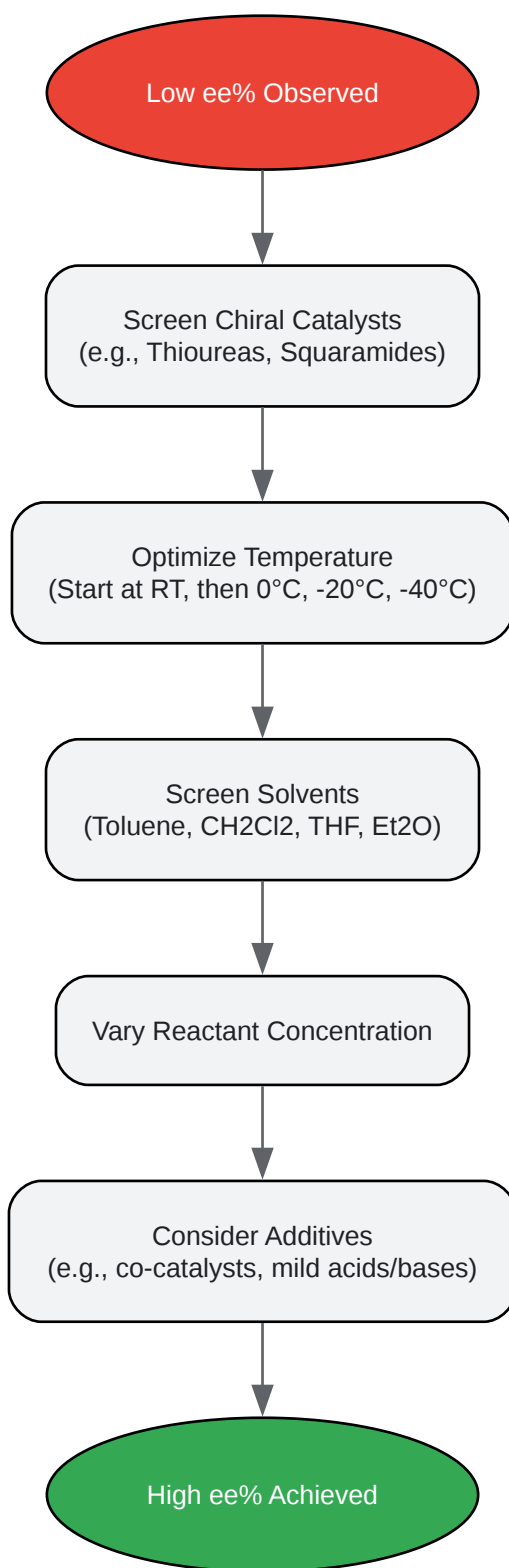 Low ee% Observed
Screen Chiral Catalysts
(e.g., Thioureas, Squaramides)
Optimize Temperature
(Start at RT, then 0°C, -20°C, -40°C)
Screen Solvents
(Toluene, CH2Cl2, THF, Et2O)
Vary Reactant Concentration
Consider Additives
(e.g., co-catalysts, mild acids/bases)
High ee% Achieved